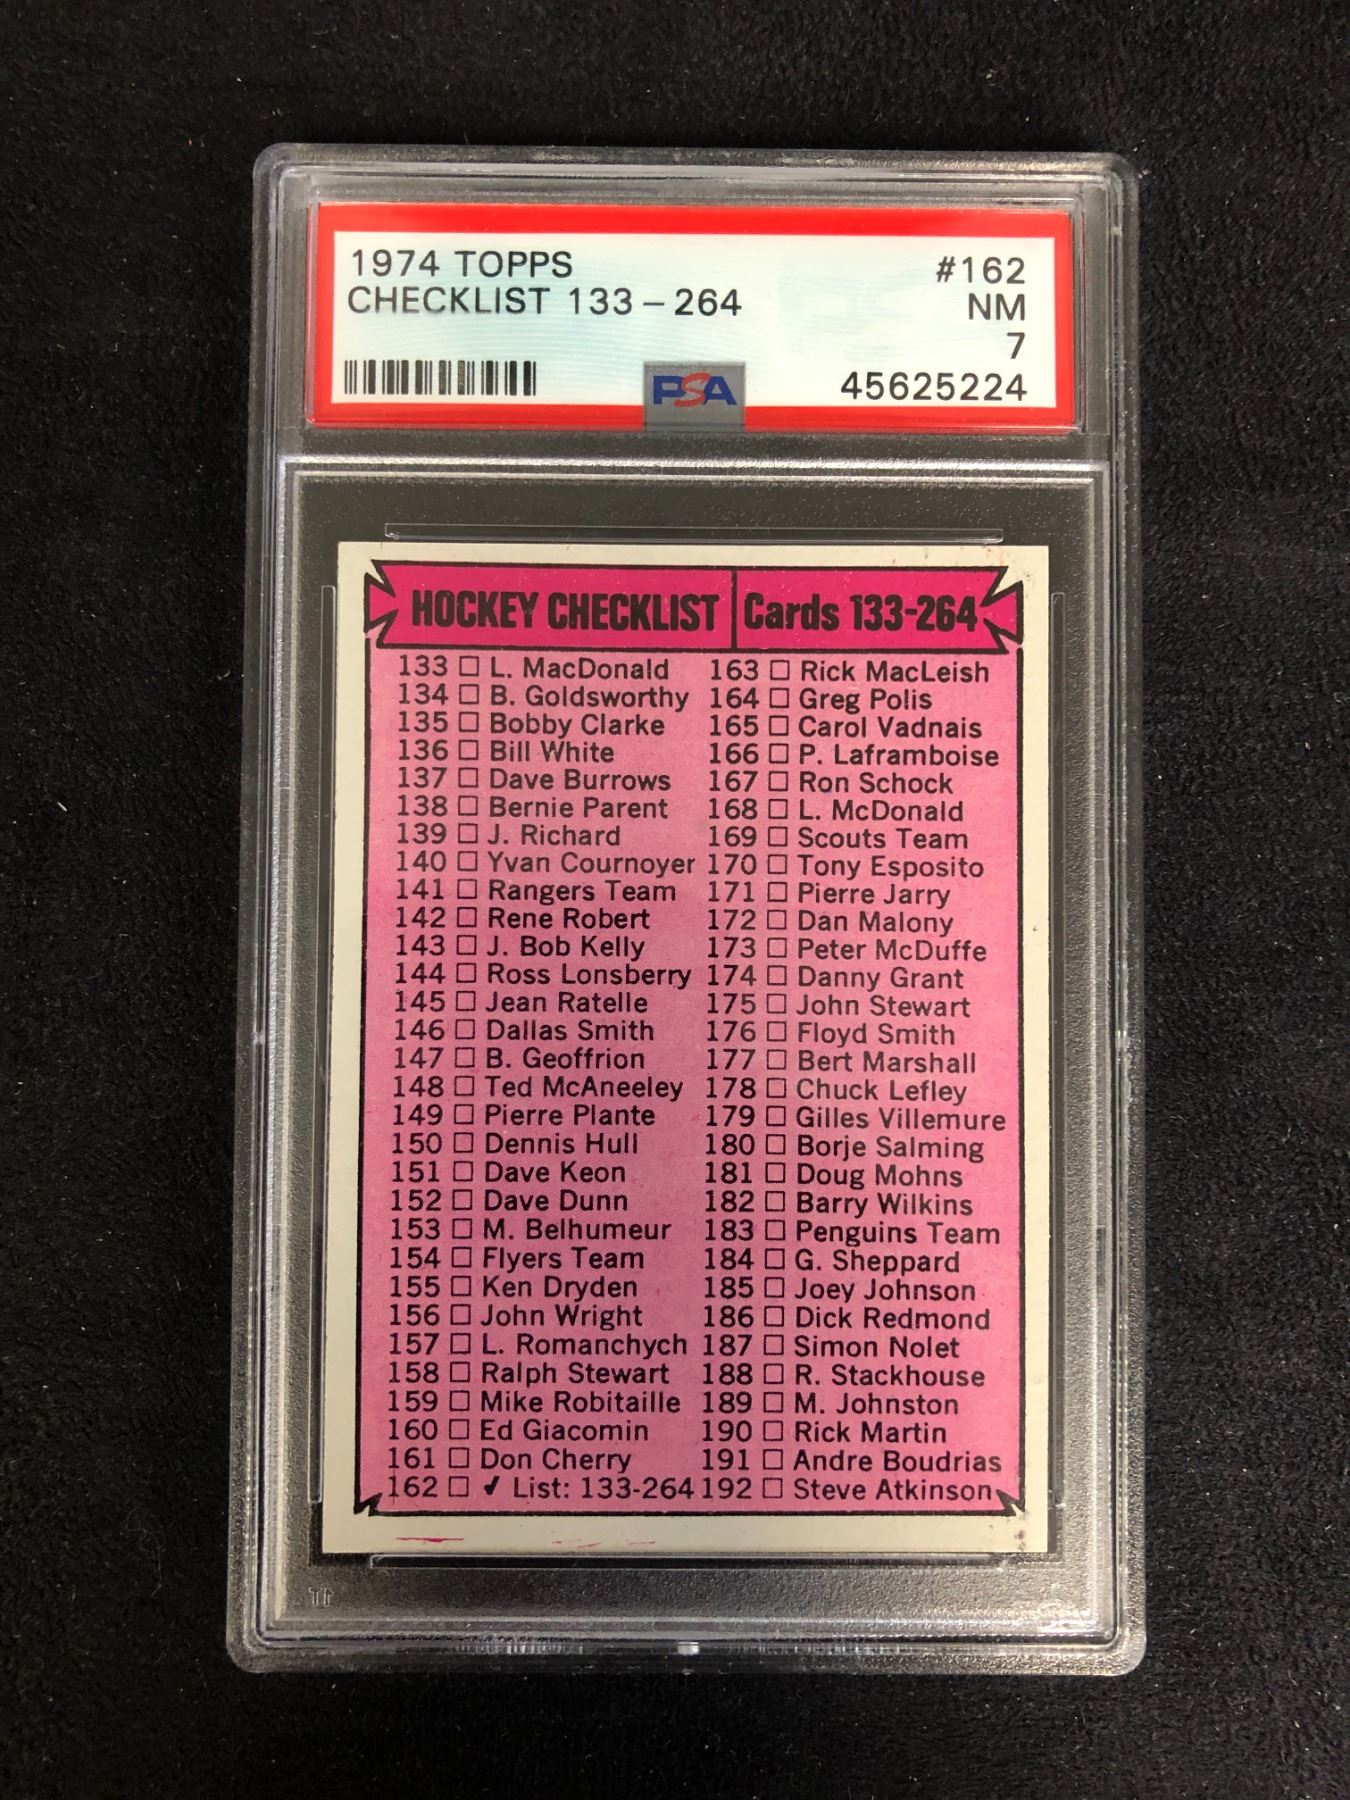 1974 TOPPS #162
CHECKLIST 133 – 264 NM
7
PSA 45625224
HOCKEY CHECKLIST Cards 133-264
133 □ L. MacDonald
134 □ B. Goldsworthy
135 □ Bobby Clarke
136 □ Bill White
137 □ Dave Burrows
138 □ Bernie Parent
139 □ J. Richard
140 □ Yvan Cournoyer
141 □ Rangers Team
142 □ Rene Robert
143 □ J. Bob Kelly
144 □ Ross Lonsberry
145 □ Jean Ratelle
146 □ Dallas Smith
147 □ B. Geoffrion
148 □ Ted McAneeley
149 □ Pierre Plante
150 □ Dennis Hull
151 □ Dave Keon
152 □ Dave Dunn
153 □ M. Belhumeur
154 □ Flyers Team
155 □ Ken Dryden
156 □ John Wright
157 □ L. Romanchych
158 □ Ralph Stewart
159 □ Mike Robitaille
160 □ Ed Giacomin
161 □ Don Cherry
162 □ ✓ List: 133-264
163 □ Rick MacLeish
164 □ Greg Polis
165 □ Carol Vadnais
166 □ P. Laframboise
167 □ Ron Schock
168 □ L. McDonald
169 □ Scouts Team
170 □ Tony Esposito
171 □ Pierre Jarry
172 □ Dan Malony
173 □ Peter McDuffe
174 □ Danny Grant
175 □ John Stewart
176 □ Floyd Smith
177 □ Bert Marshall
178 □ Chuck Lefley
179 □ Gilles Villemure
180 □ Borje Salming
181 □ Doug Mohns
182 □ Barry Wilkins
183 □ Penguins Team
184 □ G. Sheppard
185 □ Joey Johnson
186 □ Dick Redmond
187 □ Simon Nolet
188 □ R. Stackhouse
189 □ M. Johnston
190 □ Rick Martin
191 □ Andre Boudrias
192 □ Steve Atkinson